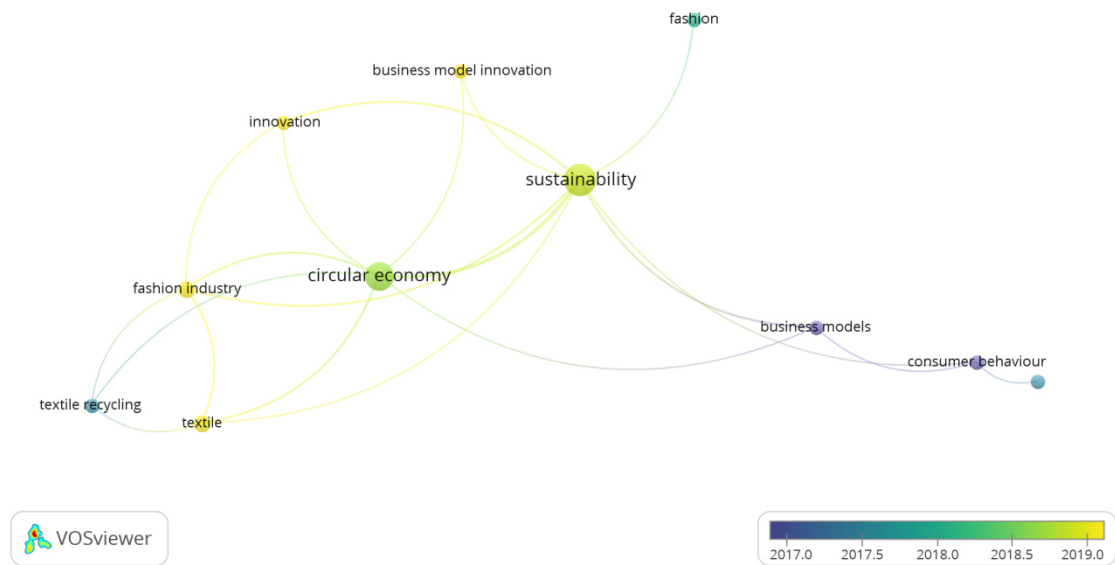 fashion
business model innovation
innovation
sustainability
circular economy
fashion industry
business models
consumer behaviour
textile recycling
textile
VOSviewer
2017.0 2017.5 2018.0 2018.5 2019.0